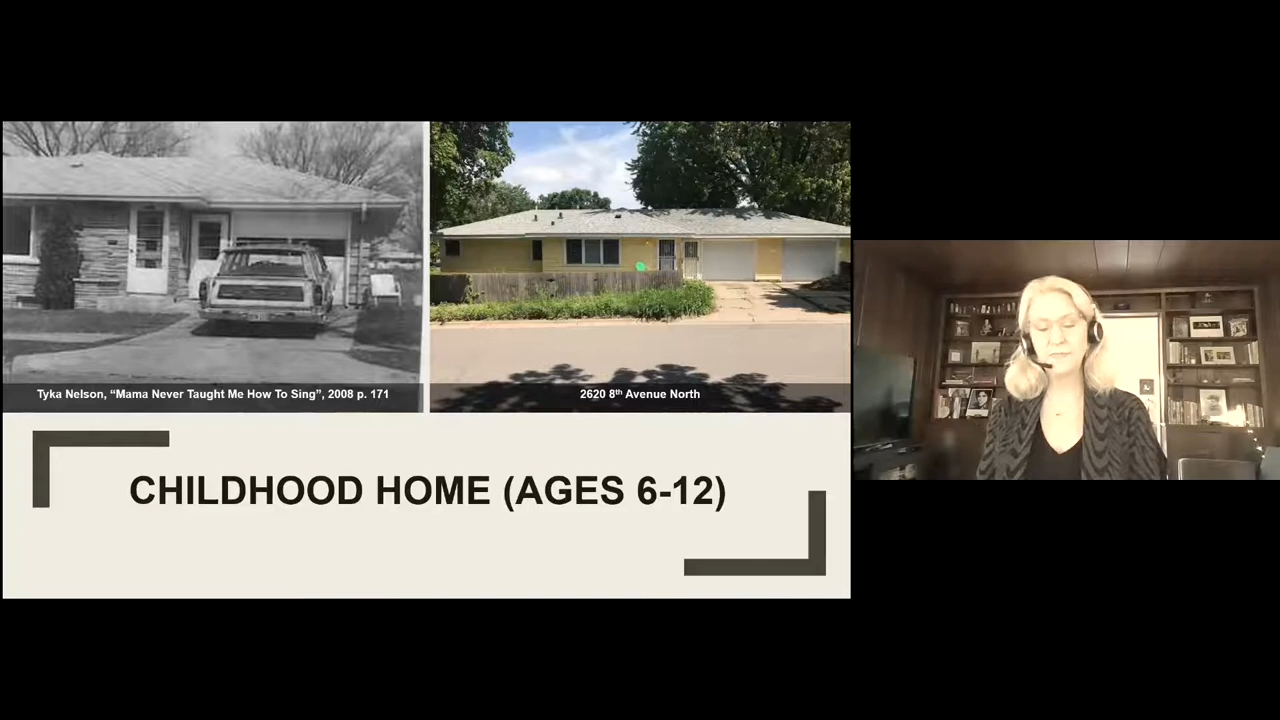 Tyka Nelson, “Mama Never Taught Me How To Sing”, 2008 p. 171
2620 8th Avenue North
CHILDHOOD HOME (AGES 6-12)